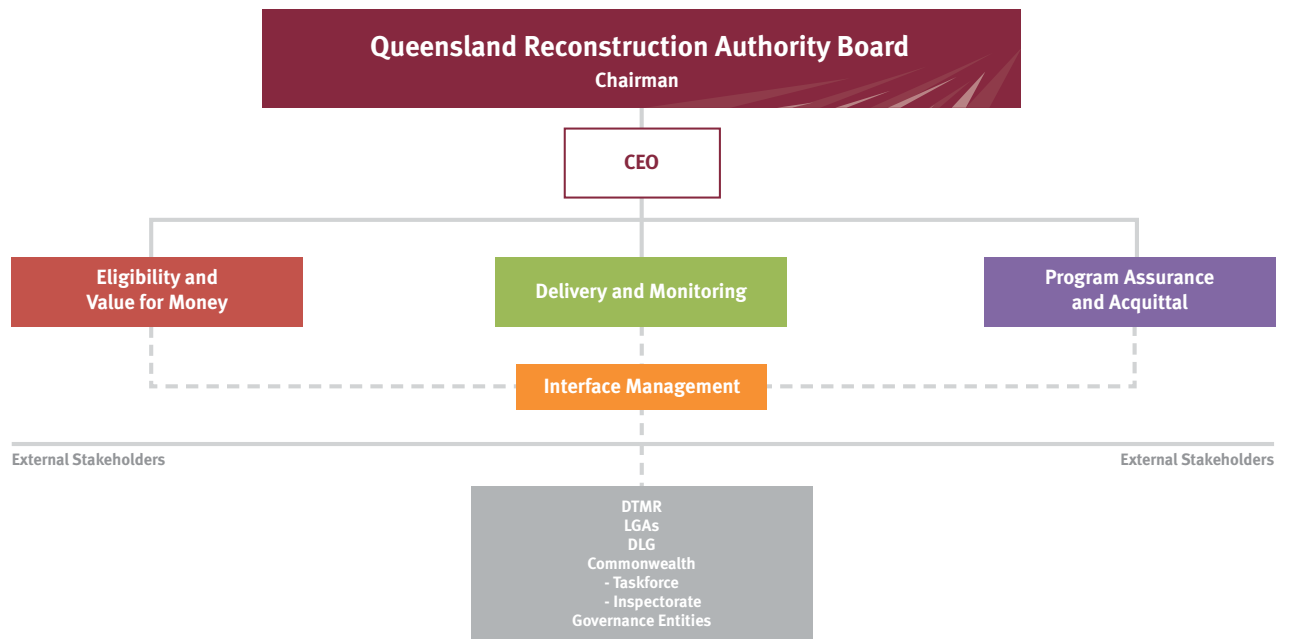 Queensland Reconstruction Authority Board
Chairman
CEO
Eligibility and
Value for Money
Delivery and Monitoring
Program Assurance
and Acquittal
Interface Management
External Stakeholders
External Stakeholders
DTMR
LGAs
DLG
Commonwealth
- Taskforce
- Inspectorate
Governance Entities